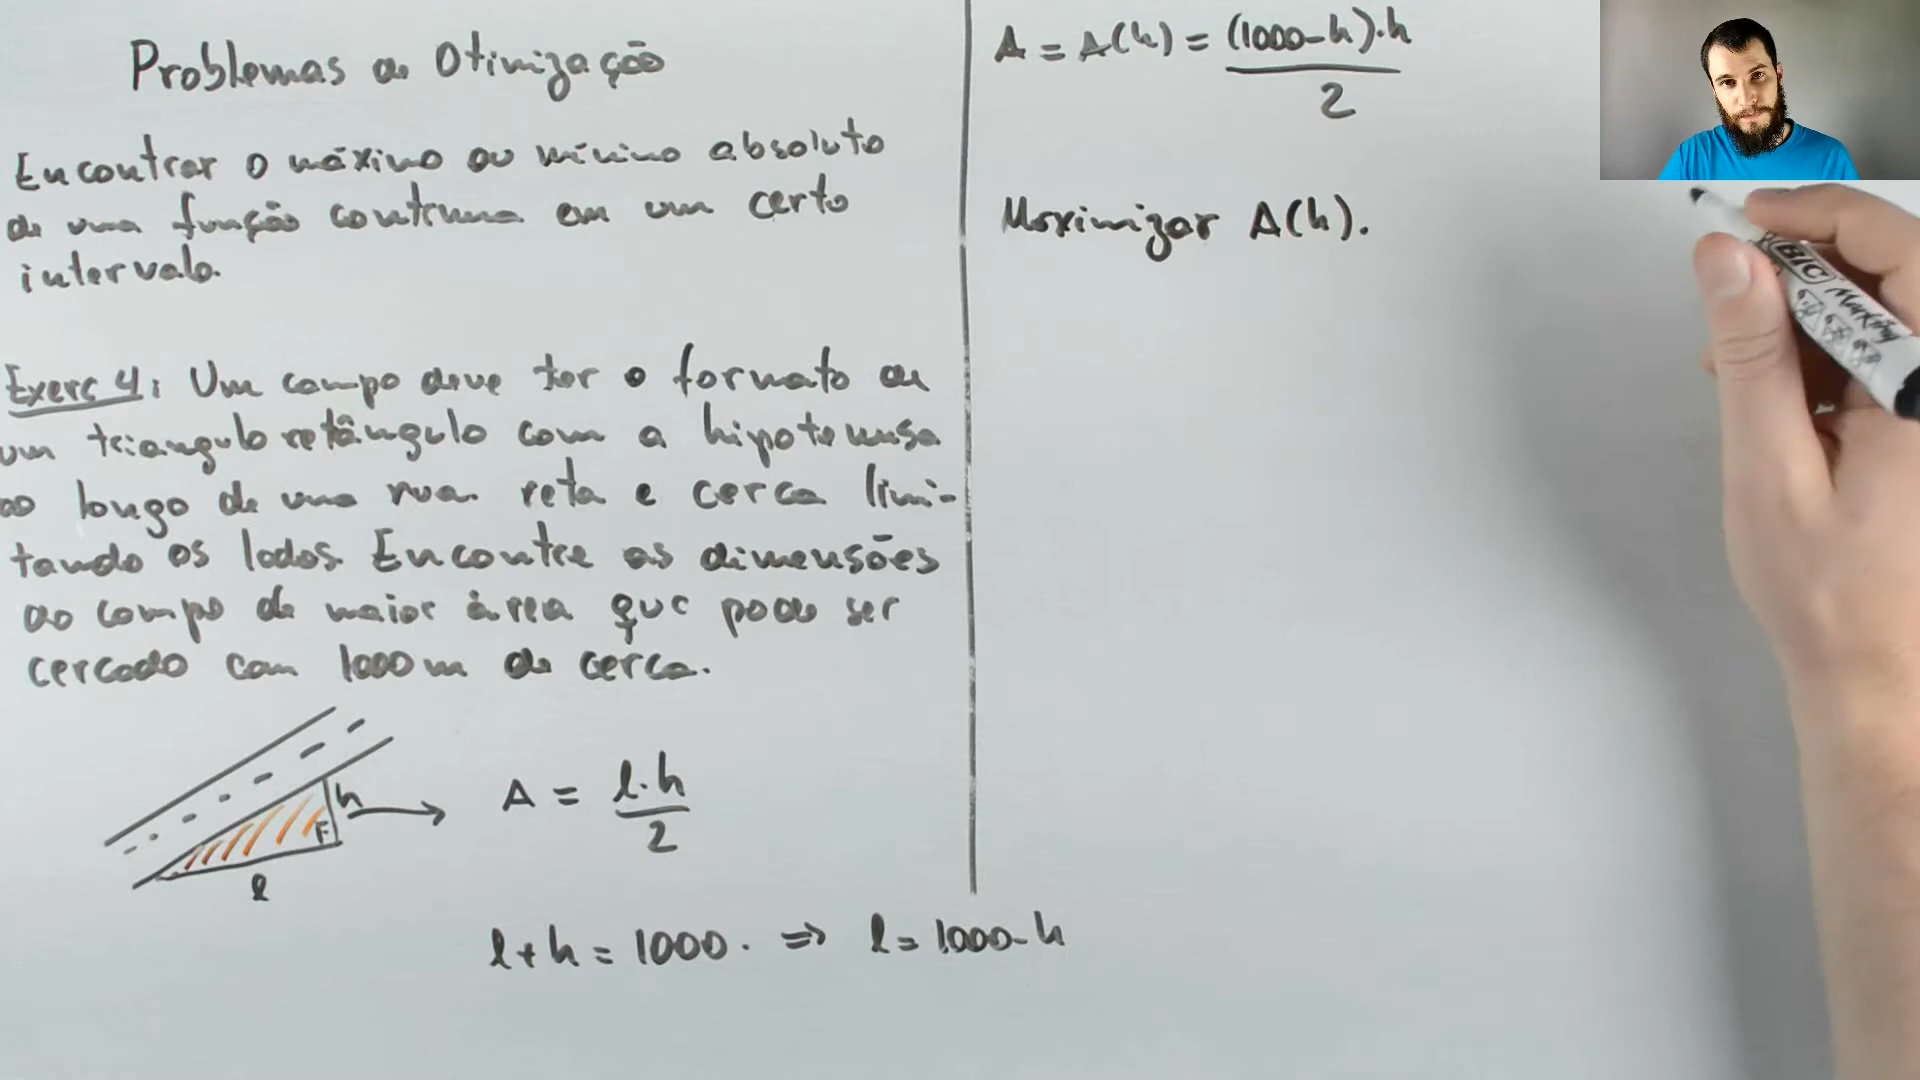 Problemas de Otimização
Encontrar o máximo ou mínimo absoluto
de uma função contínua em um certo
intervalo.
Exerc 4: Um campo deve ter o formato de
um triangulo retângulo com a hipotenusa
ao longo de uma rua reta e cerca limi-
tando os lados. Encontre as dimensões
do campo de maior área que pode ser
cercado com 1000 m de cerca.
h
l
A = l·h / 2
l + h = 1000. ⇒ l = 1000 - h
A = A(h) = (1000 - h)·h / 2
Maximizar A(h).
BIC
Marking